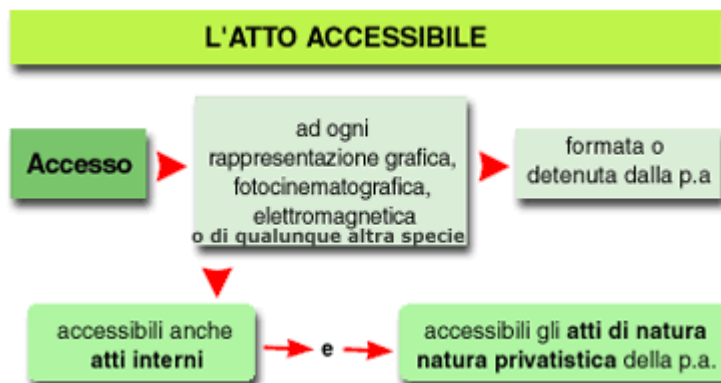 L'ATTO ACCESSIBILE
Accesso
ad ogni
rappresentazione grafica,
fotocinematografica,
elettromagnetica
o di qualunque altra specie
formata o
detenuta dalla p.a
accessibili anche
atti interni
e
accessibili gli atti di natura
natura privatistica della p.a.